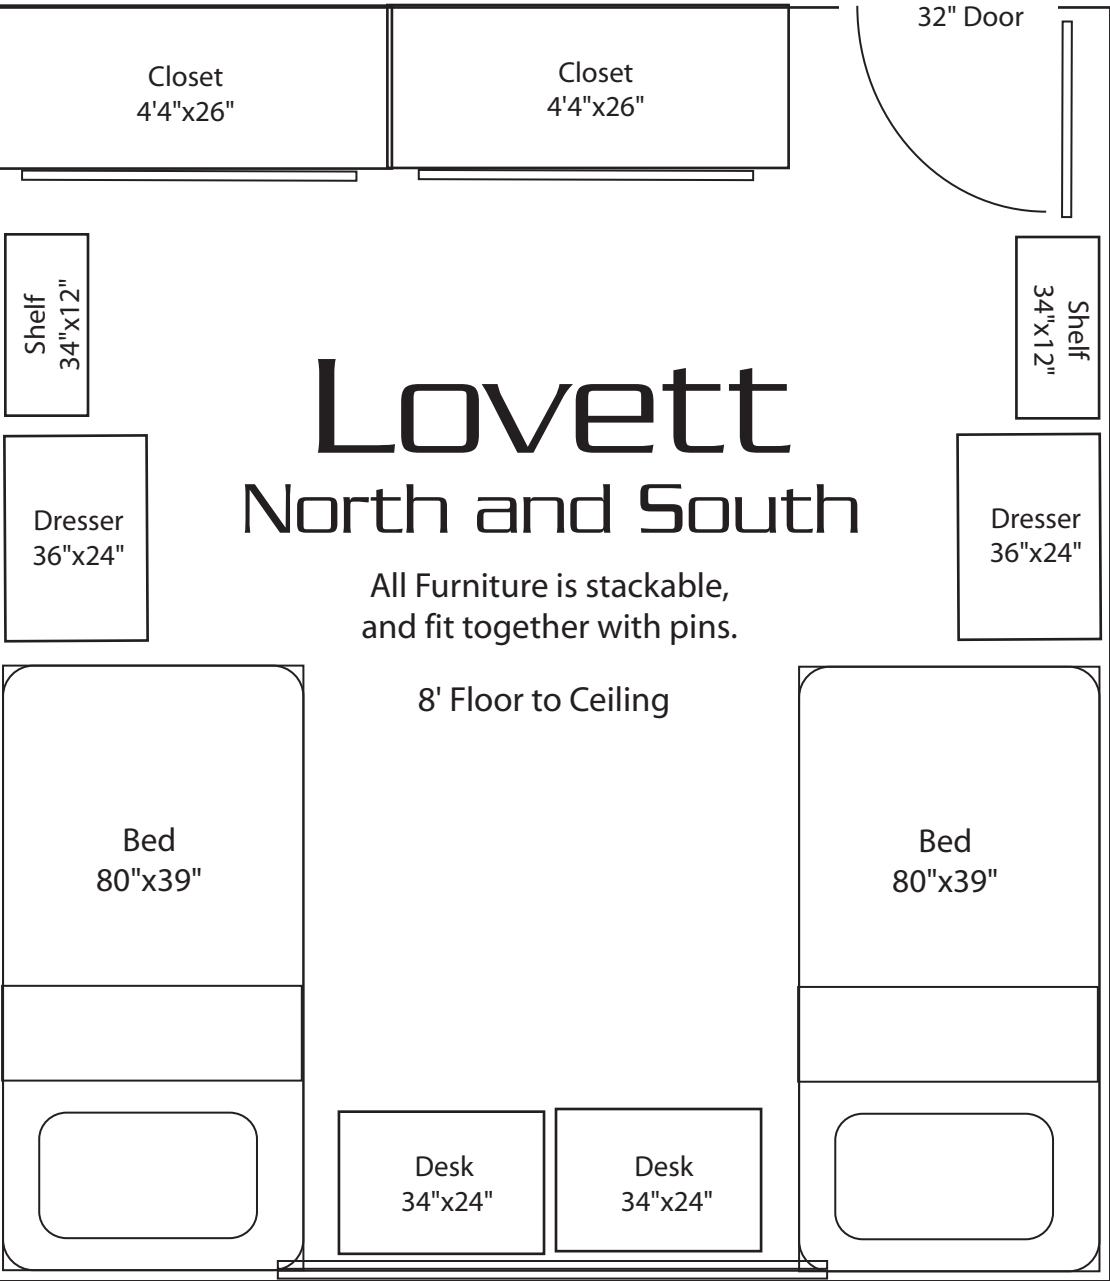 32" Door
Closet
4'4"x26"
Closet
4'4"x26"
Shelf
34"x12"
Shelf
34"x12"
Lovett
North and South
Dresser
36"x24"
Dresser
36"x24"
All Furniture is stackable,
and fit together with pins.
8' Floor to Ceiling
Bed
80"x39"
Bed
80"x39"
Desk
34"x24"
Desk
34"x24"